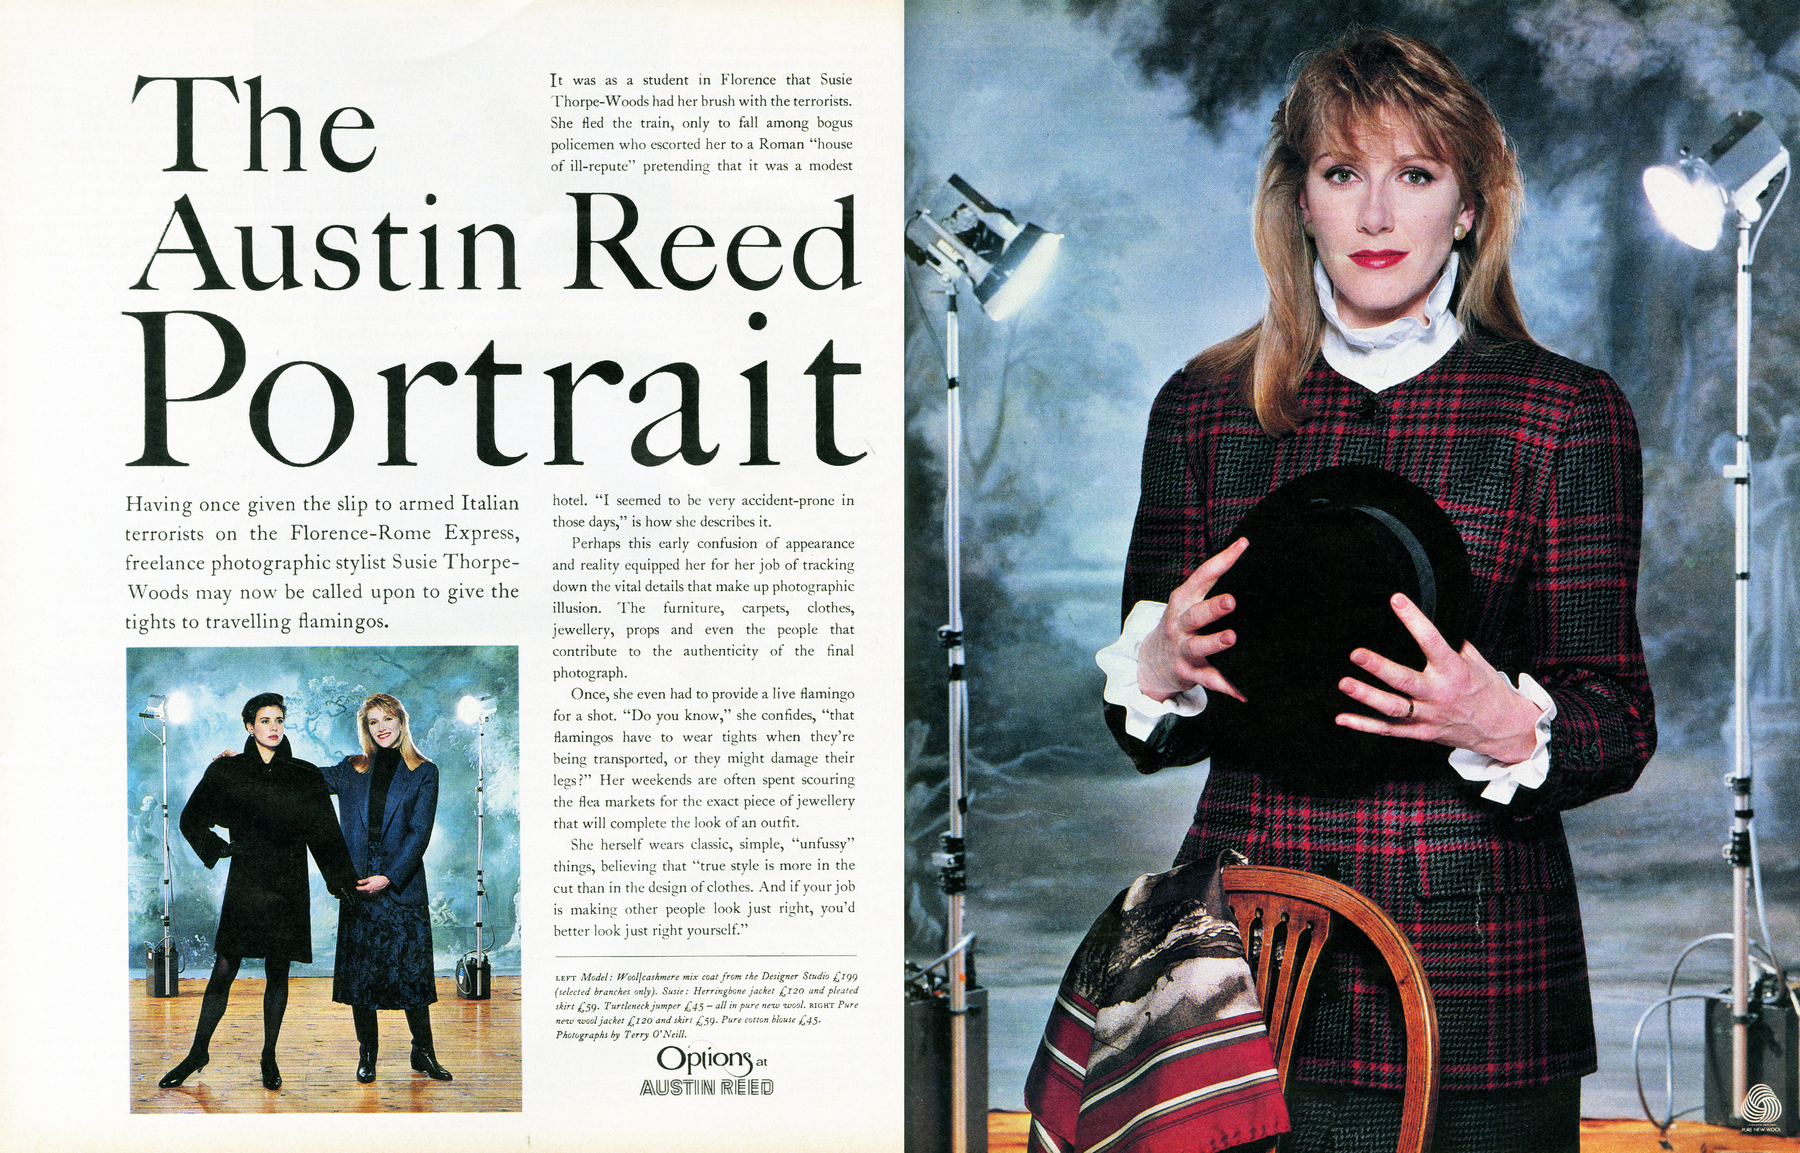 The
Austin Reed
Portrait
Having once given the slip to armed Italian
terrorists on the Florence-Rome Express,
freelance photographic stylist Susie Thorpe-
Woods may now be called upon to give the
tights to travelling flamingos.
It was as a student in Florence that Susie
Thorpe-Woods had her brush with the terrorists.
She fled the train, only to fall among bogus
policemen who escorted her to a Roman “house
of ill-repute” pretending that it was a modest
hotel. “I seemed to be very accident-prone in
those days,” is how she describes it.
Perhaps this early confusion of appearance
and reality equipped her for her job of tracking
down the vital details that make up photographic
illusion. The furniture, carpets, clothes,
jewellery, props and even the people that
contribute to the authenticity of the final
photograph.
Once, she even had to provide a live flamingo
for a shot. “Do you know,” she confides, “that
flamingos have to wear tights when they’re
being transported, or they might damage their
legs?” Her weekends are often spent scouring
the flea markets for the exact piece of jewellery
that will complete the look of an outfit.
She herself wears classic, simple, “unfussy”
things, believing that “true style is more in the
cut than in the design of clothes. And if your job
is making other people look just right, you’d
better look just right yourself.”
LEFT Model: Wool/cashmere mix coat from the Designer Studio £199
(selected branches only). Susie: Herringbone jacket £120 and pleated
skirt £59. Turtleneck jumper £45 – all in pure new wool. RIGHT Pure
new wool jacket £120 and skirt £59. Pure cotton blouse £45.
Photographs by Terry O’Neill.
Options at
AUSTIN REED
PURE NEW WOOL